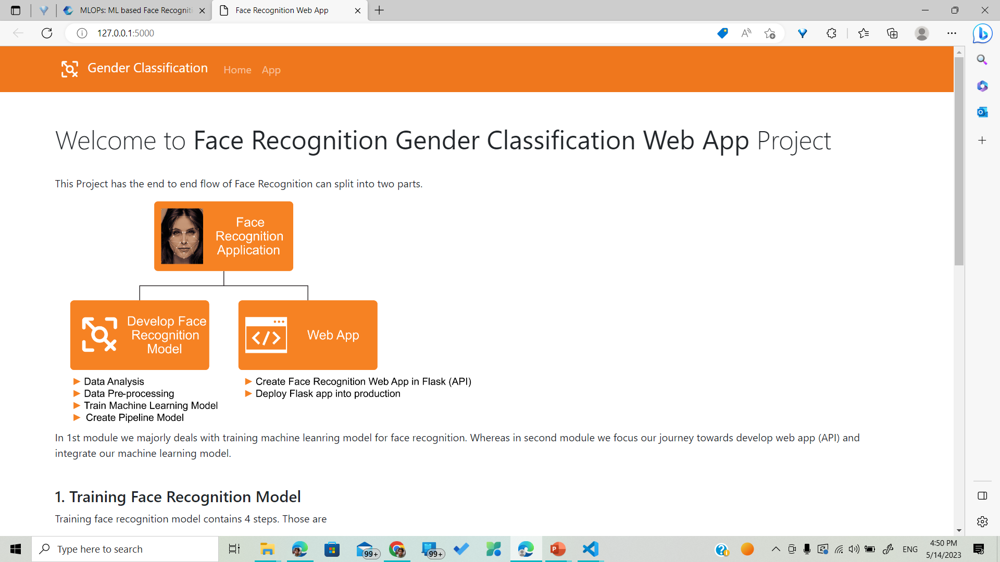 MLOPs: ML based Face Recogniti
Face Recognition Web App
127.0.0.1:5000
Gender Classification
Home
App
Welcome to Face Recognition Gender Classification Web App Project
This Project has the end to end flow of Face Recognition can split into two parts.
Face
Recognition
Application
Develop Face
Recognition
Model
Web App
Data Analysis
Data Pre-processing
Train Machine Learning Model
Create Pipeline Model
Create Face Recognition Web App in Flask (API)
Deploy Flask app into production
In 1st module we majorly deals with training machine leanring model for face recognition. Whereas in second module we focus our journey towards develop web app (API) and
integrate our machine learning model.
1. Training Face Recognition Model
Training face recognition model contains 4 steps. Those are
Type here to search
99+
99+
ENG
4:50 PM
5/14/2023